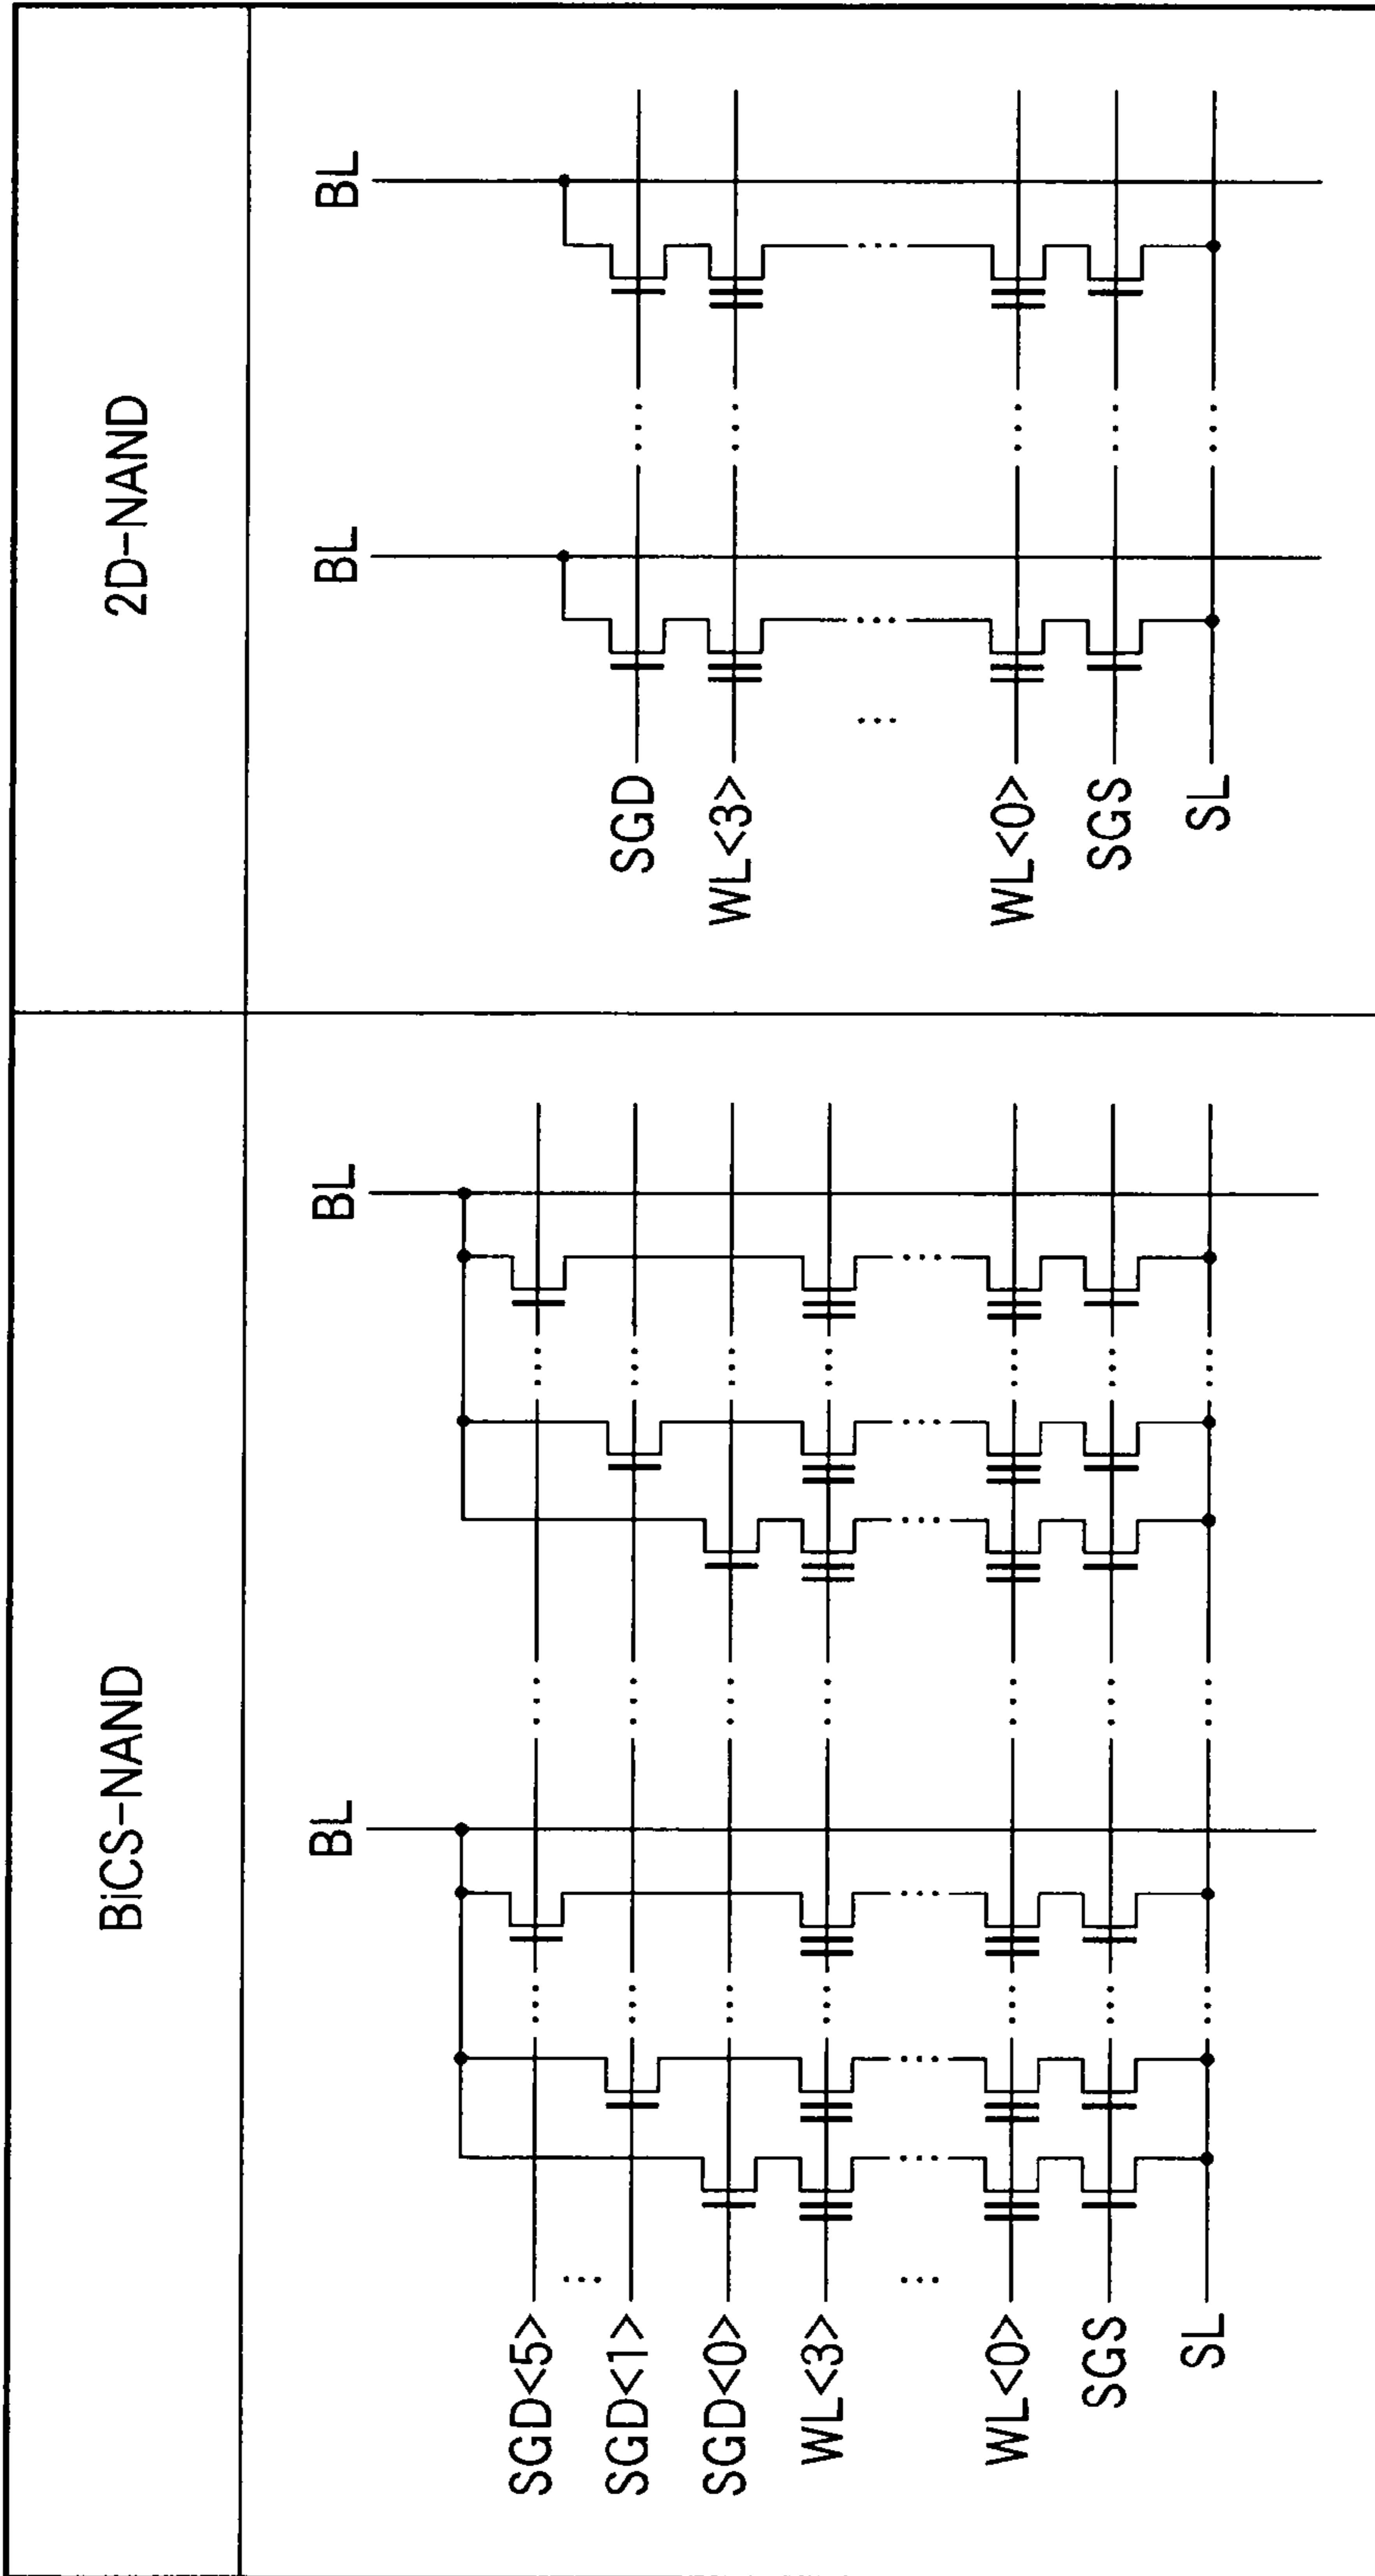 BiCS-NAND
2D-NAND
BL
BL
SGD<5>
SGD<1>
SGD<0>
WL<3>
WL<0>
SGS
SL
BL
BL
SGD
WL<3>
WL<0>
SGS
SL